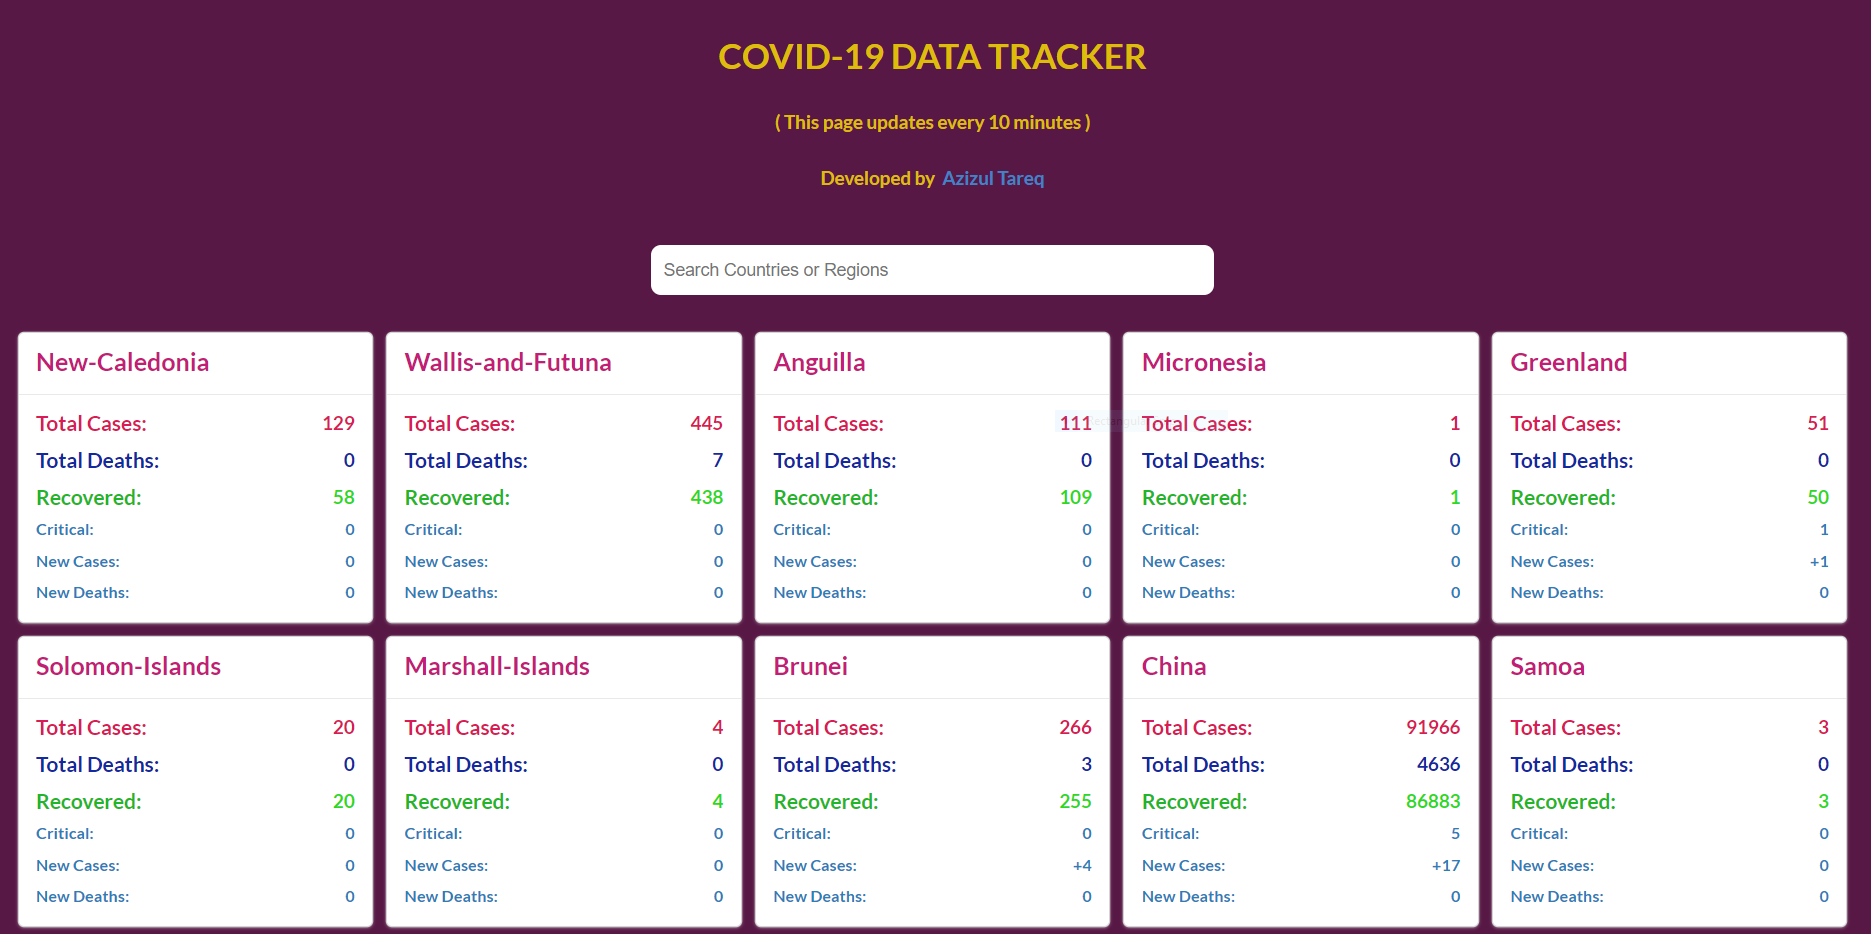 COVID-19 DATA TRACKER
( This page updates every 10 minutes )
Developed by Azizul Tareq
Search Countries or Regions
New-Caledonia
Total Cases: 129
Total Deaths: 0
Recovered: 58
Critical: 0
New Cases: 0
New Deaths: 0
Wallis-and-Futuna
Total Cases: 445
Total Deaths: 7
Recovered: 438
Critical: 0
New Cases: 0
New Deaths: 0
Anguilla
Total Cases: 111
Total Deaths: 0
Recovered: 109
Critical: 0
New Cases: 0
New Deaths: 0
Micronesia
Total Cases: 1
Total Deaths: 0
Recovered: 1
Critical: 0
New Cases: 0
New Deaths: 0
Greenland
Total Cases: 51
Total Deaths: 0
Recovered: 50
Critical: 1
New Cases: +1
New Deaths: 0
Solomon-Islands
Total Cases: 20
Total Deaths: 0
Recovered: 20
Critical: 0
New Cases: 0
New Deaths: 0
Marshall-Islands
Total Cases: 4
Total Deaths: 0
Recovered: 4
Critical: 0
New Cases: 0
New Deaths: 0
Brunei
Total Cases: 266
Total Deaths: 3
Recovered: 255
Critical: 0
New Cases: +4
New Deaths: 0
China
Total Cases: 91966
Total Deaths: 4636
Recovered: 86883
Critical: 5
New Cases: +17
New Deaths: 0
Samoa
Total Cases: 3
Total Deaths: 0
Recovered: 3
Critical: 0
New Cases: 0
New Deaths: 0